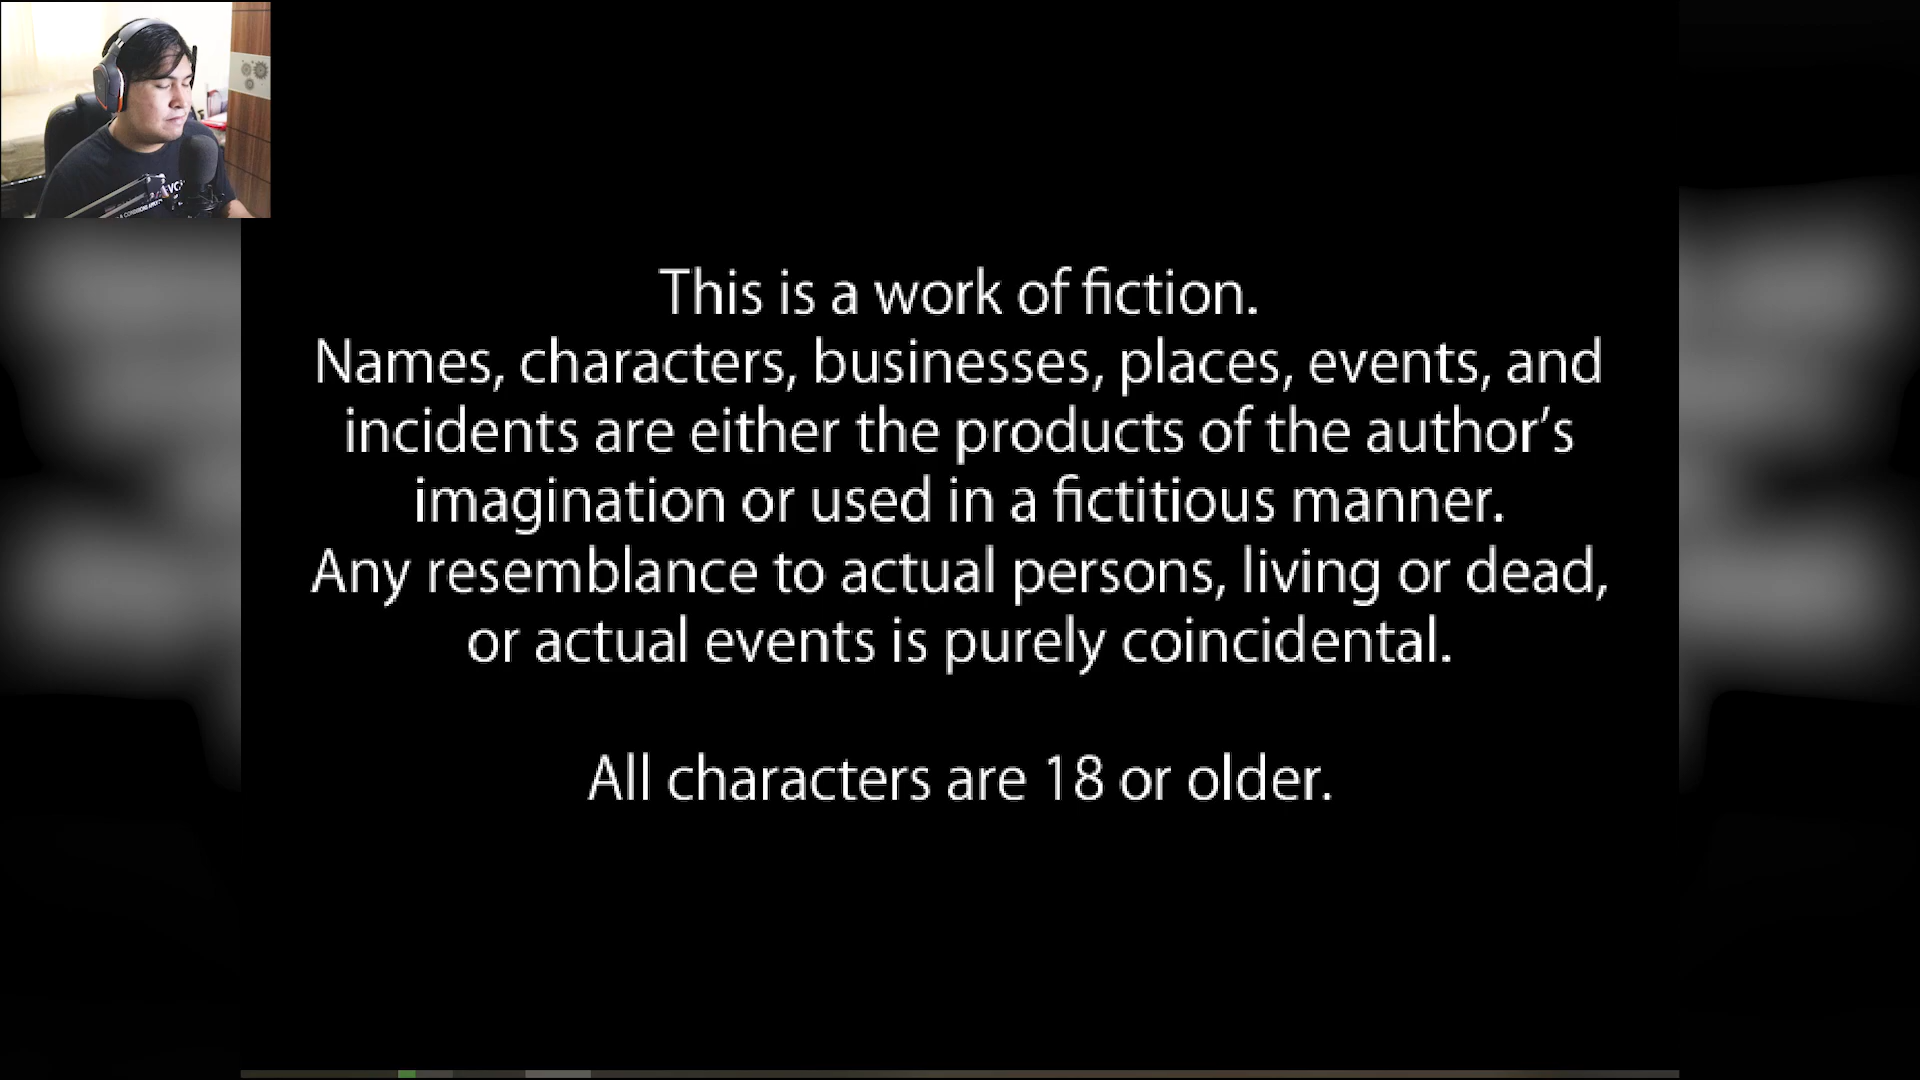 This is a work of fiction.
Names, characters, businesses, places, events, and
incidents are either the products of the author’s
imagination or used in a fictitious manner.
Any resemblance to actual persons, living or dead,
or actual events is purely coincidental.
All characters are 18 or older.